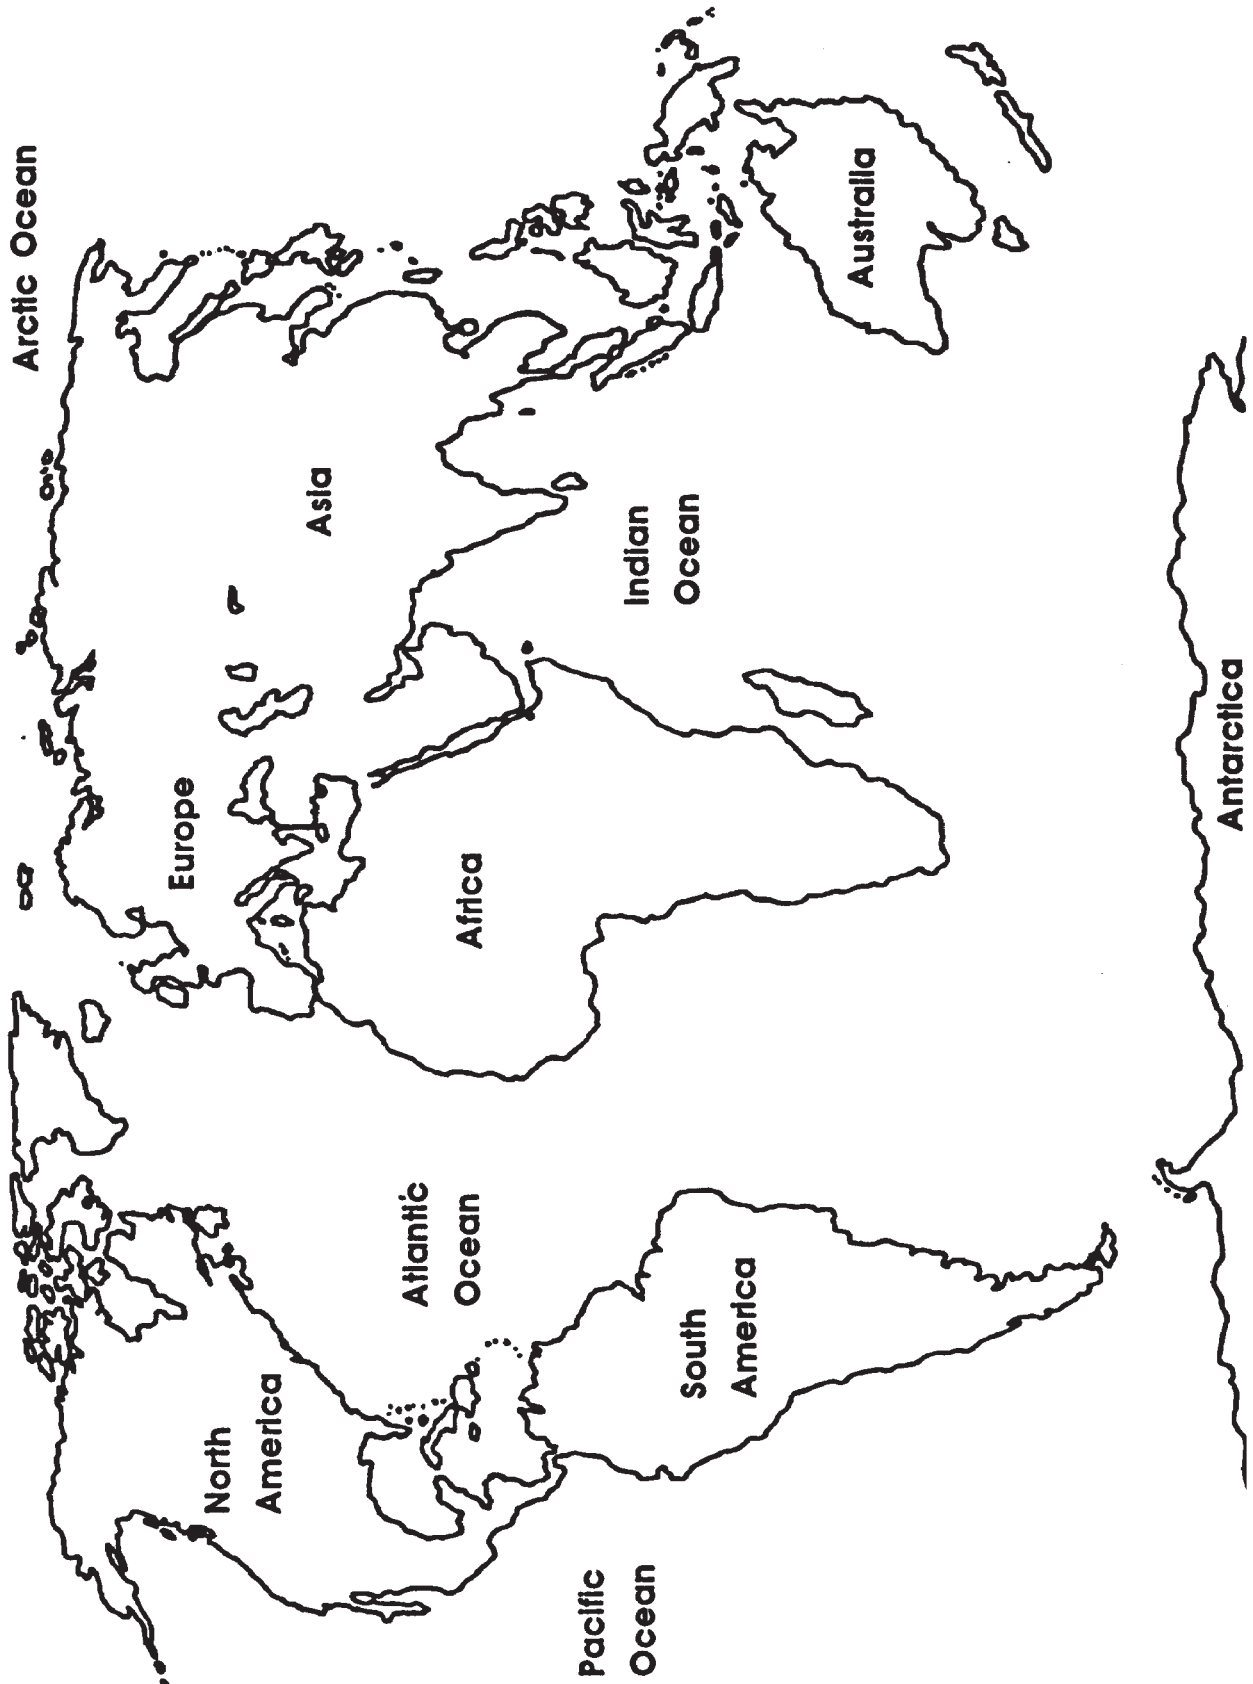 Arctic Ocean
Europe
Asia
North
America
Africa
Atlantic
Ocean
Indian
Ocean
Pacific
Ocean
South
America
Australia
Antarctica